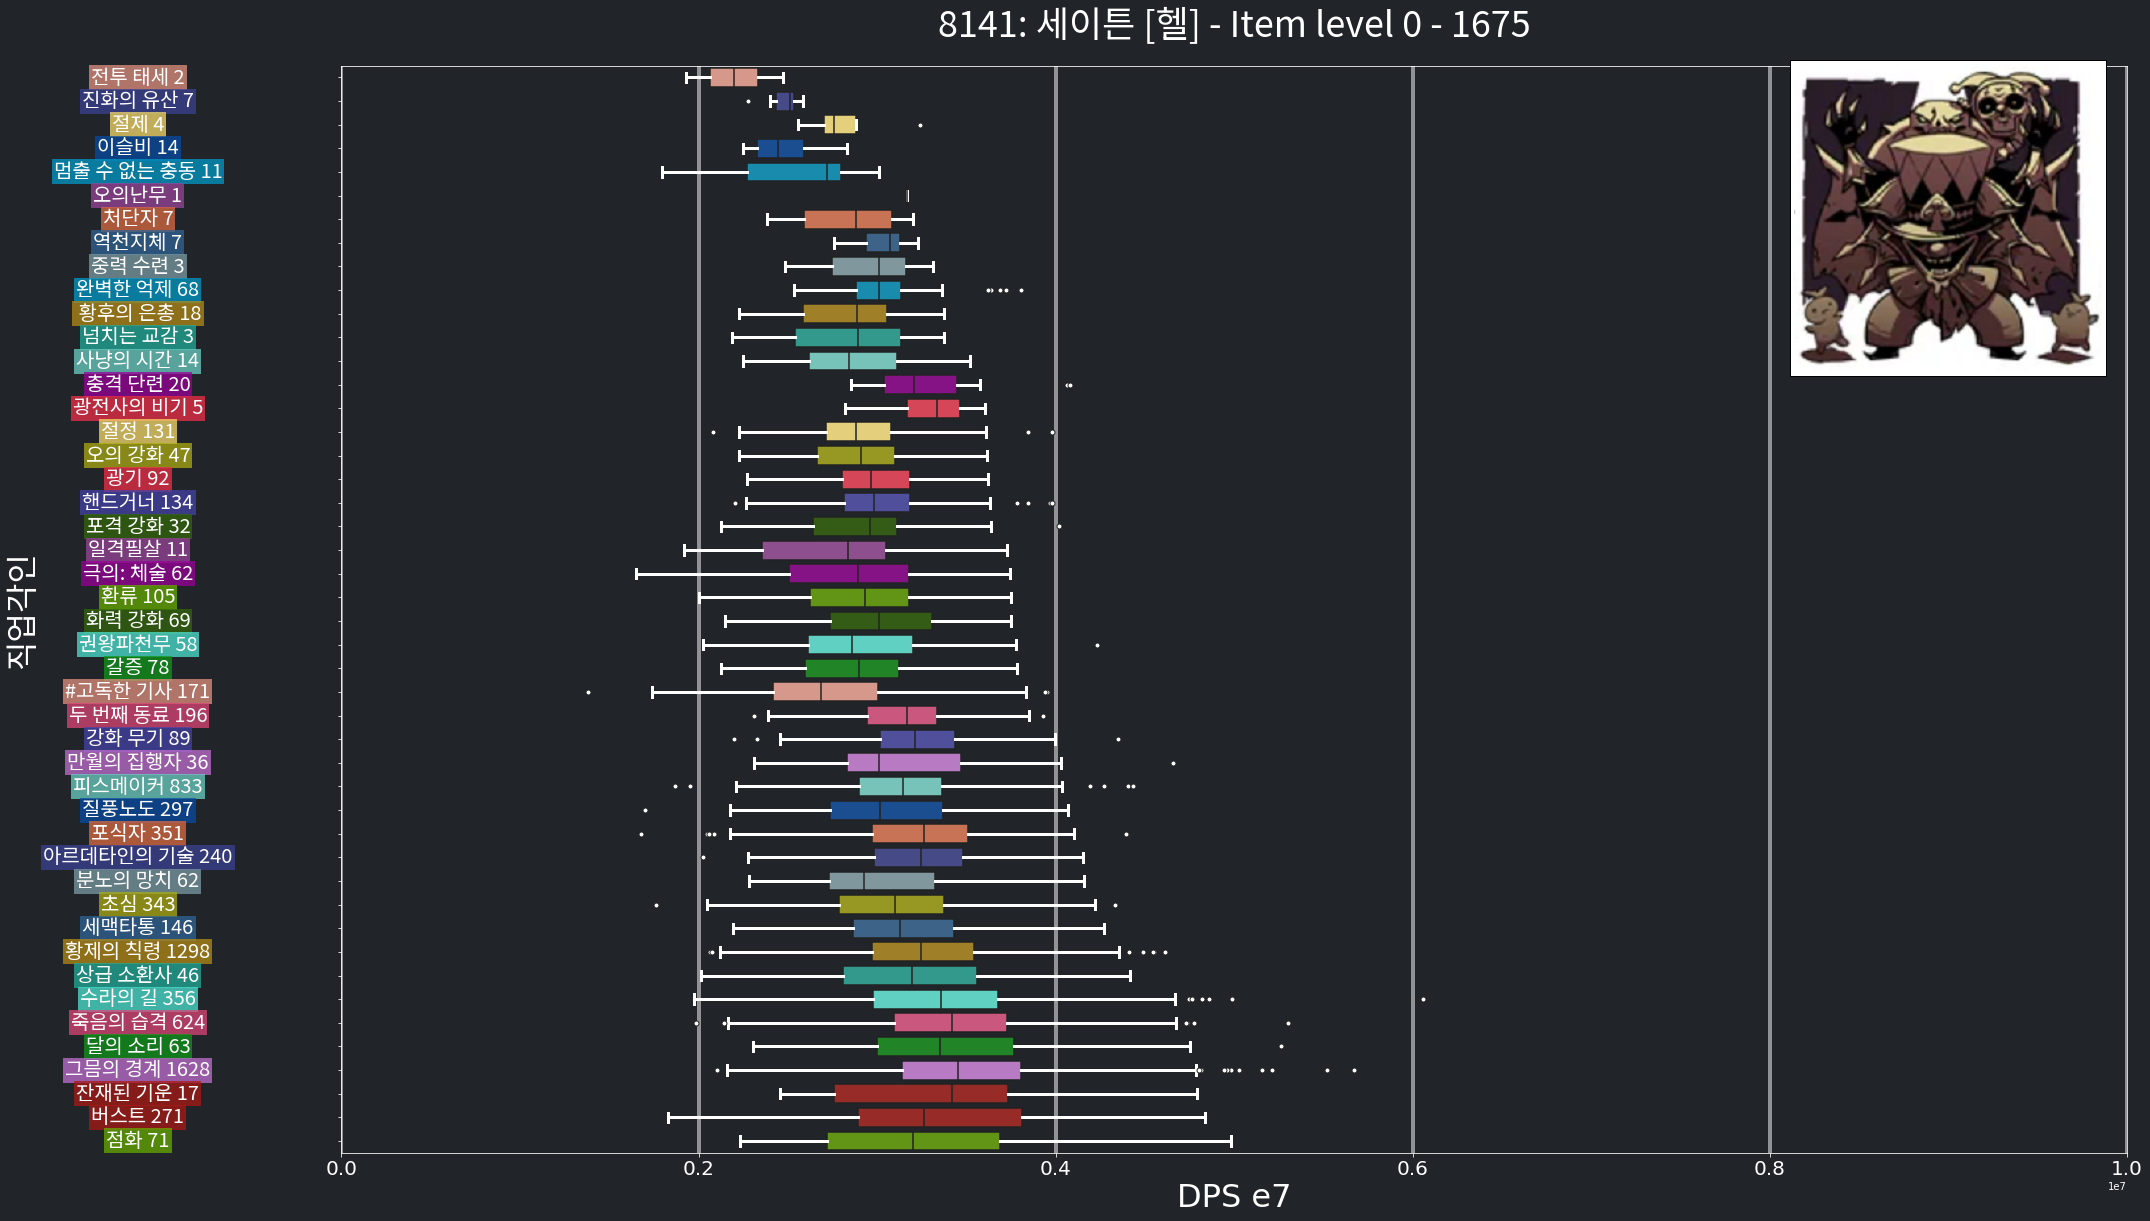 8141: 세이튼 [헬] - Item level 0 - 1675
직업각인
전투 태세 2
진화의 유산 7
절제 4
이슬비 14
멈출 수 없는 충동 11
오의난무 1
처단자 7
역천지체 7
중력 수련 3
완벽한 억제 68
황후의 은총 18
넘치는 교감 3
사냥의 시간 14
충격 단련 20
광전사의 비기 5
절정 131
오의 강화 47
광기 92
핸드거너 134
포격 강화 32
일격필살 11
극의: 체술 62
환류 105
화력 강화 69
권왕파천무 58
갈증 78
#고독한 기사 171
두 번째 동료 196
강화 무기 89
만월의 집행자 36
피스메이커 833
질풍노도 297
포식자 351
아르데타인의 기술 240
분노의 망치 62
초심 343
세맥타통 146
황제의 칙령 1298
상급 소환사 46
수라의 길 356
죽음의 습격 624
달의 소리 63
그믐의 경계 1628
잔재된 기운 17
버스트 271
점화 71
0.0 0.2 0.4 0.6 0.8 1.0
1e7
DPS e7